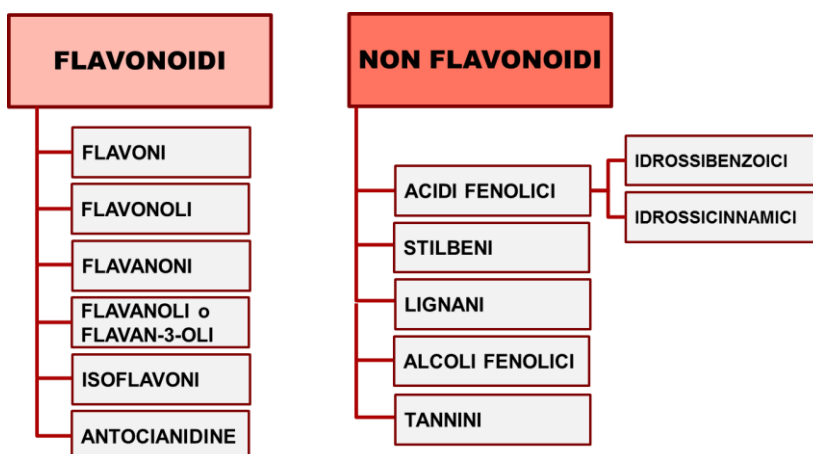 FLAVONOIDI
FLAVONI
FLAVONOLI
FLAVANONI
FLAVANOLI o
FLAVAN-3-OLI
ISOFLAVONI
ANTOCIANIDINE
NON FLAVONOIDI
ACIDI FENOLICI
IDROSSIBENZOICI
IDROSSICINNAMICI
STILBENI
LIGNANI
ALCOLI FENOLICI
TANNINI